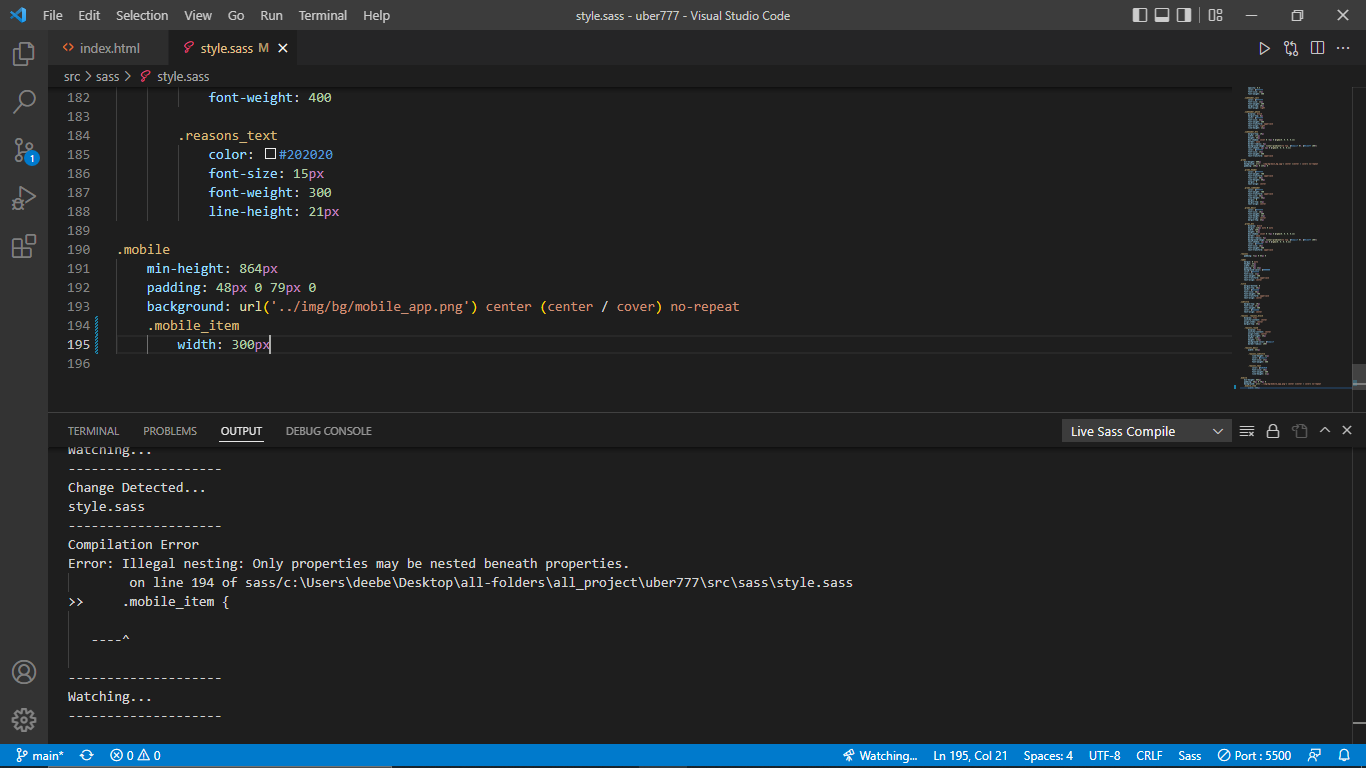 File Edit Selection View Go Run Terminal Help style.sass - uber777 - Visual Studio Code
index.html style.sass M
src > sass > style.sass
182 font-weight: 400
183
184 .reasons_text
185 color: #202020
186 font-size: 15px
187 font-weight: 300
188 line-height: 21px
189
190 .mobile
191 min-height: 864px
192 padding: 48px 0 79px 0
193 background: url('../img/bg/mobile_app.png') center (center / cover) no-repeat
194 .mobile_item
195 width: 300px
196
1
TERMINAL PROBLEMS OUTPUT DEBUG CONSOLE Live Sass Compile
Watching...
--------------------
Change Detected...
style.sass
--------------------
Compilation Error
Error: Illegal nesting: Only properties may be nested beneath properties.
on line 194 of sass/c:\Users\deebe\Desktop\all-folders\all_project\uber777\src\sass\style.sass
>> .mobile_item {
----^
--------------------
Watching...
--------------------
main* 0 0 Watching... Ln 195, Col 21 Spaces: 4 UTF-8 CRLF Sass Port : 5500